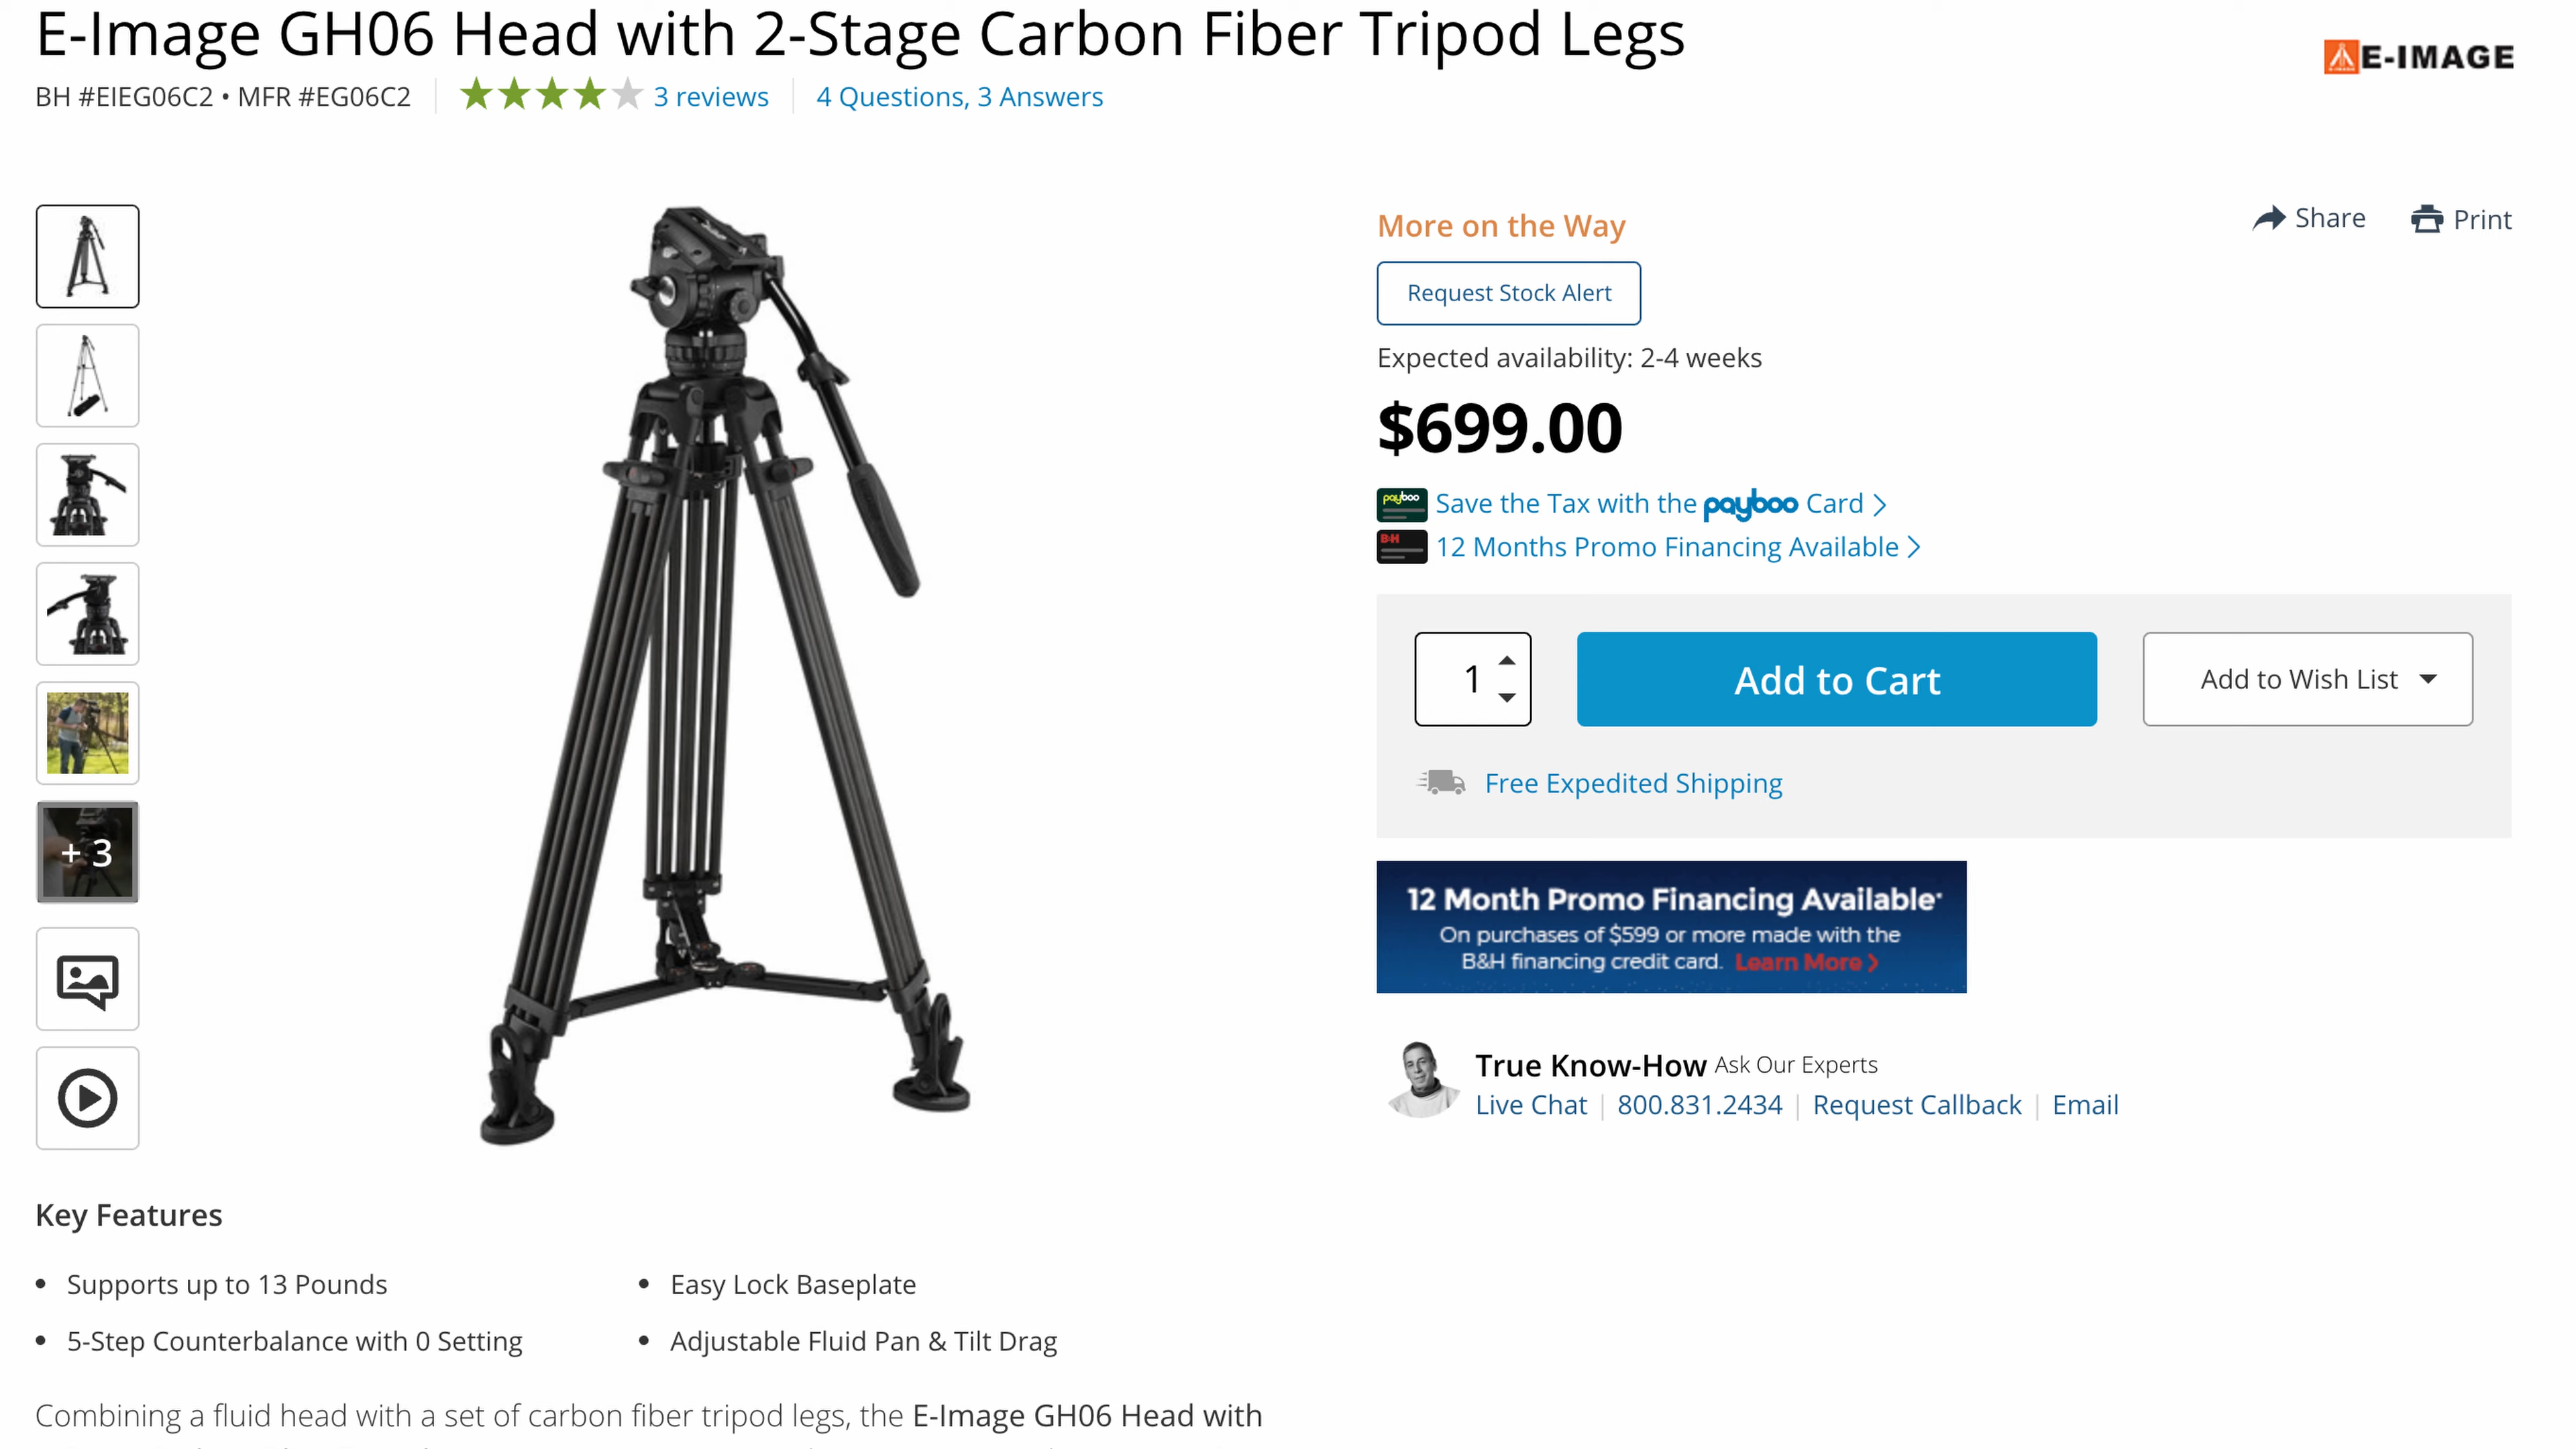 E-Image GH06 Head with 2-Stage Carbon Fiber Tripod Legs
E-IMAGE
BH #EIEG06C2 • MFR #EG06C2
3 reviews
4 Questions, 3 Answers
More on the Way
Share
Print
Request Stock Alert
Expected availability: 2-4 weeks
$699.00
payboo
Save the Tax with the payboo Card
B&H
12 Months Promo Financing Available
1
Add to Cart
Add to Wish List
Free Expedited Shipping
+ 3
12 Month Promo Financing Available*
On purchases of $599 or more made with the
B&H financing credit card. Learn More
True Know-How Ask Our Experts
Live Chat | 800.831.2434 | Request Callback | Email
Key Features
• Supports up to 13 Pounds
• Easy Lock Baseplate
• 5-Step Counterbalance with 0 Setting
• Adjustable Fluid Pan & Tilt Drag
Combining a fluid head with a set of carbon fiber tripod legs, the E-Image GH06 Head with